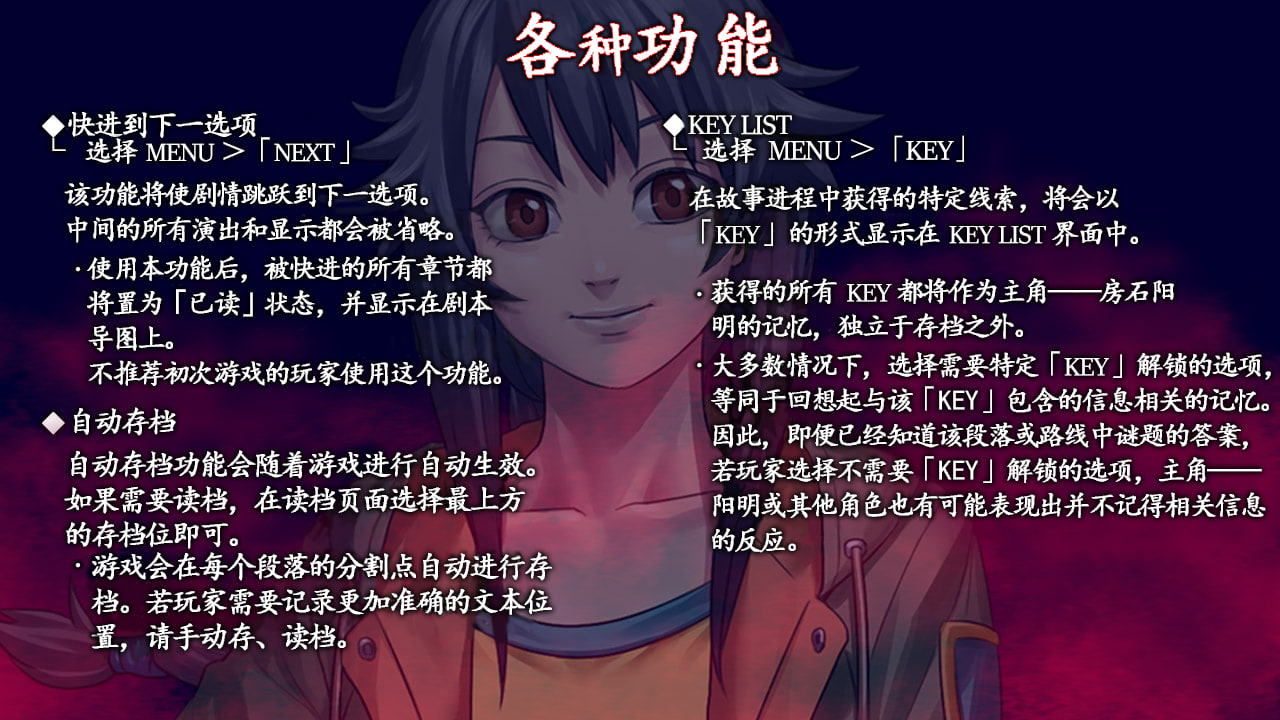 各种功能
◆快进到下一选项
└ 选择 MENU >「NEXT」
该功能将使剧情跳跃到下一选项。
中间的所有演出和显示都会被省略。
·使用本功能后，被快进的所有章节都
将置为「已读」状态，并显示在剧本
导图上。
不推荐初次游戏的玩家使用这个功能。
◆自动存档
自动存档功能会随着游戏进行自动生效。
如果需要读档，在读档页面选择最上方
的存档位即可。
·游戏会在每个段落的分割点自动进行存
档。若玩家需要记录更加准确的文本位
置，请手动存、读档。
◆KEY LIST
└ 选择 MENU >「KEY」
在故事进程中获得的特定线索，将会以
「KEY」的形式显示在 KEY LIST 界面中。
·获得的所有 KEY 都将作为主角——房石阳
明的记忆，独立于存档之外。
·大多数情况下，选择需要特定「KEY」解锁的选项，
等同于回想起与该「KEY」包含的信息相关的记忆。
因此，即便已经知道该段落或路线中谜题的答案，
若玩家选择不需要「KEY」解锁的选项，主角——
阳明或其他角色也有可能表现出并不记得相关信息
的反应。